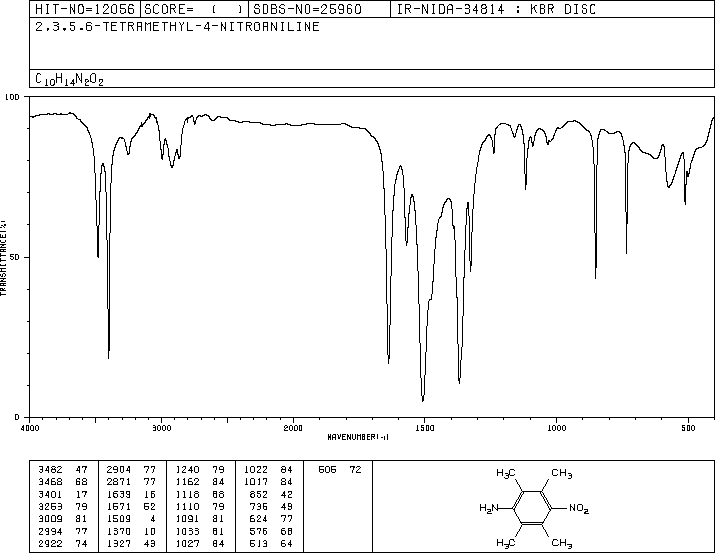 HIT-NO=12056 SCORE= ( ) SDBS-NO=25960 IR-NIDA-34814 : KBR DISC
2,3,5,6-TETRAMETHYL-4-NITROANILINE
C10H14N2O2
100
50
0
TRANSMITTANCE(%)
4000 3000 2000 1500 1000 500
WAVENUMBER(-1)
3482 47 2904 77 1240 79 1022 84 505 72
3468 68 2871 77 1162 84 1017 84
3401 17 1639 16 1118 68 852 42
3253 79 1571 52 1110 79 736 49
3009 81 1509 4 1091 81 624 77
2994 77 1370 10 1033 81 576 68
2922 74 1327 43 1027 84 513 64
H3C CH3
H2N NO2
H3C CH3